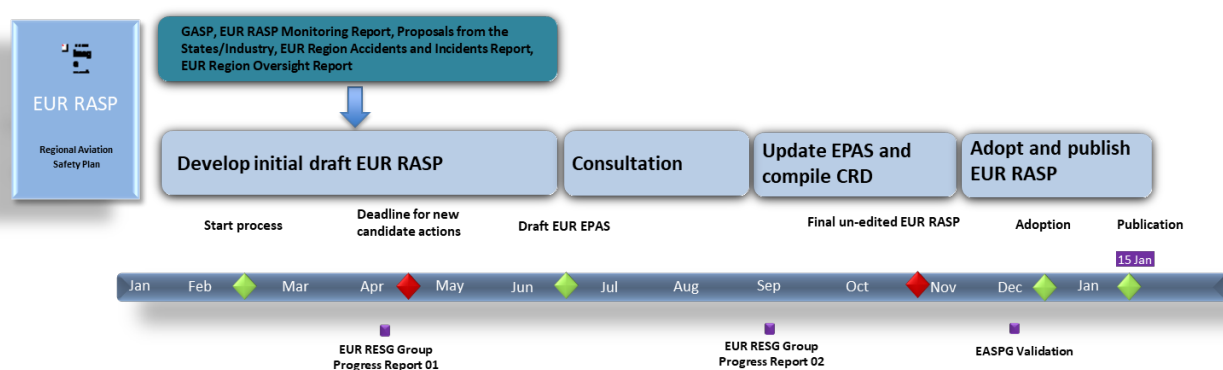 GASP, EUR RASP Monitoring Report, Proposals from the
States/Industry, EUR Region Accidents and Incidents Report,
EUR Region Oversight Report
EUR RASP
Regional Aviation
Safety Plan
Develop initial draft EUR RASP
Consultation
Update EPAS and
compile CRD
Adopt and publish
EUR RASP
Start process
Deadline for new
candidate actions
Draft EUR EPAS
Final un-edited EUR RASP
Adoption
Publication
15 Jan
Jan
Feb
Mar
Apr
May
Jun
Jul
Aug
Sep
Oct
Nov
Dec
Jan
EUR RESG Group
Progress Report 01
EUR RESG Group
Progress Report 02
EASPG Validation